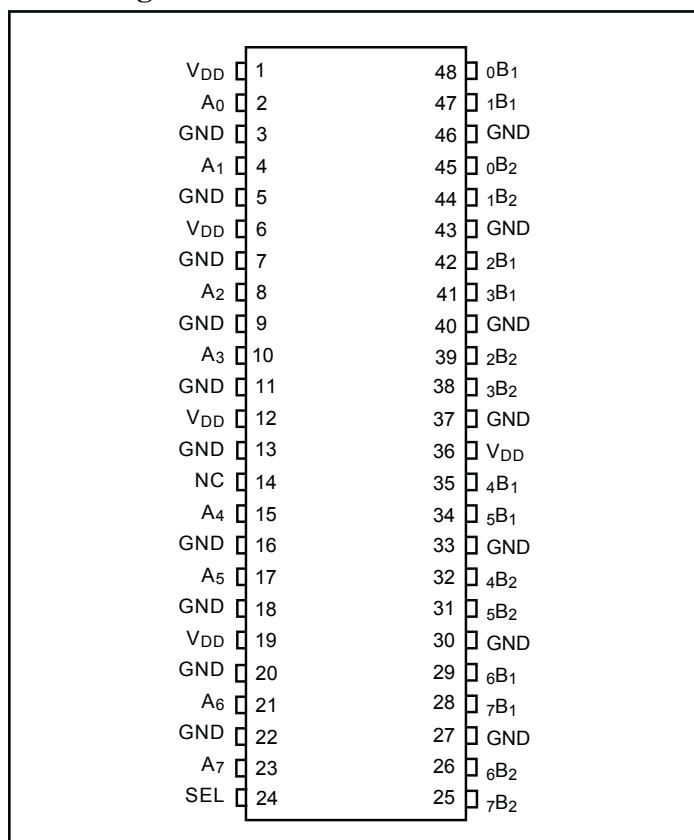 VDD 1 48 0B1
A0 2 47 1B1
GND 3 46 GND
A1 4 45 0B2
GND 5 44 1B2
VDD 6 43 GND
GND 7 42 2B1
A2 8 41 3B1
GND 9 40 GND
A3 10 39 2B2
GND 11 38 3B2
VDD 12 37 GND
GND 13 36 VDD
NC 14 35 4B1
A4 15 34 5B1
GND 16 33 GND
A5 17 32 4B2
GND 18 31 5B2
VDD 19 30 GND
GND 20 29 6B1
A6 21 28 7B1
GND 22 27 GND
A7 23 26 6B2
SEL 24 25 7B2